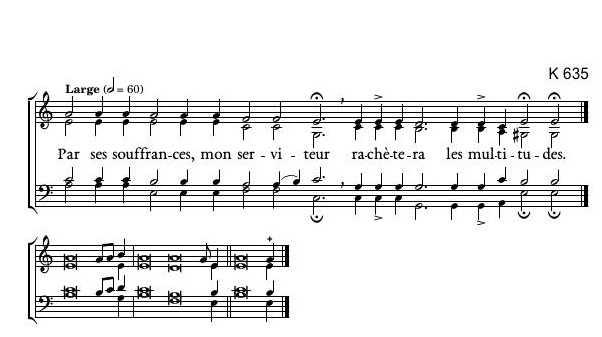 K 635
Large (𝅗𝅥 = 60)
Par ses souffran-ces, mon ser - vi - teur ra-chè-te-ra les mul-ti-tu-des.